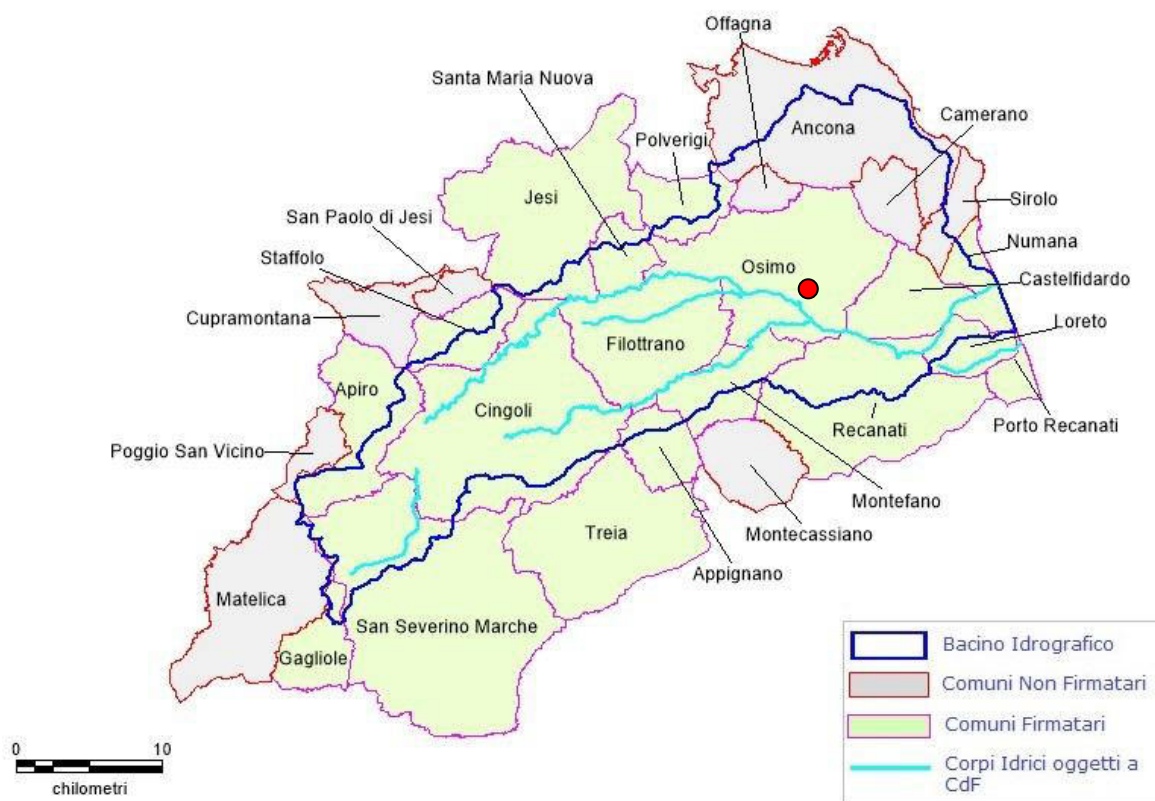 Offagna
Santa Maria Nuova
Camerano
Ancona
Polverigi
Jesi
San Paolo di Jesi
Sirolo
Staffolo
Numana
Osimo
Castelfidardo
Cupramontana
Loreto
Filottrano
Apiro
Cingoli
Recanati
Porto Recanati
Poggio San Vicino
Montefano
Treia
Montecassiano
Appignano
Matelica
San Severino Marche
Gagliole
Bacino Idrografico
Comuni Non Firmatari
Comuni Firmatari
Corpi Idrici oggetti a
CdF
0 10
chilometri